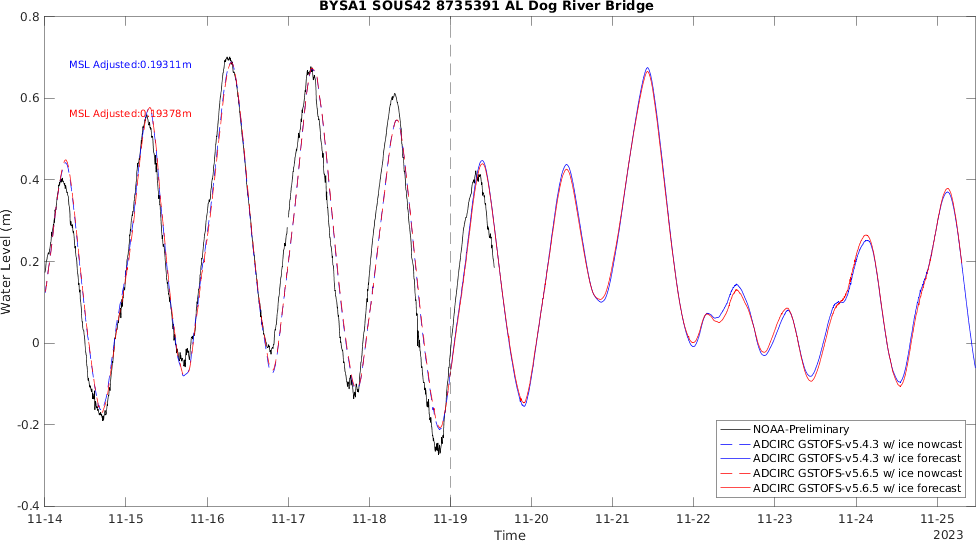 BYSA1 SOUS42 8735391 AL Dog River Bridge
0.8
0.6
0.4
0.2
0
-0.2
-0.4
Water Level (m)
MSL Adjusted:0.19311m
MSL Adjusted:0.19378m
NOAA-Preliminary
ADCIRC GSTOFS-v5.4.3 w/ ice nowcast
ADCIRC GSTOFS-v5.4.3 w/ ice forecast
ADCIRC GSTOFS-v5.6.5 w/ ice nowcast
ADCIRC GSTOFS-v5.6.5 w/ ice forecast
11-14 11-15 11-16 11-17 11-18 11-19 11-20 11-21 11-22 11-23 11-24 11-25
Time
2023